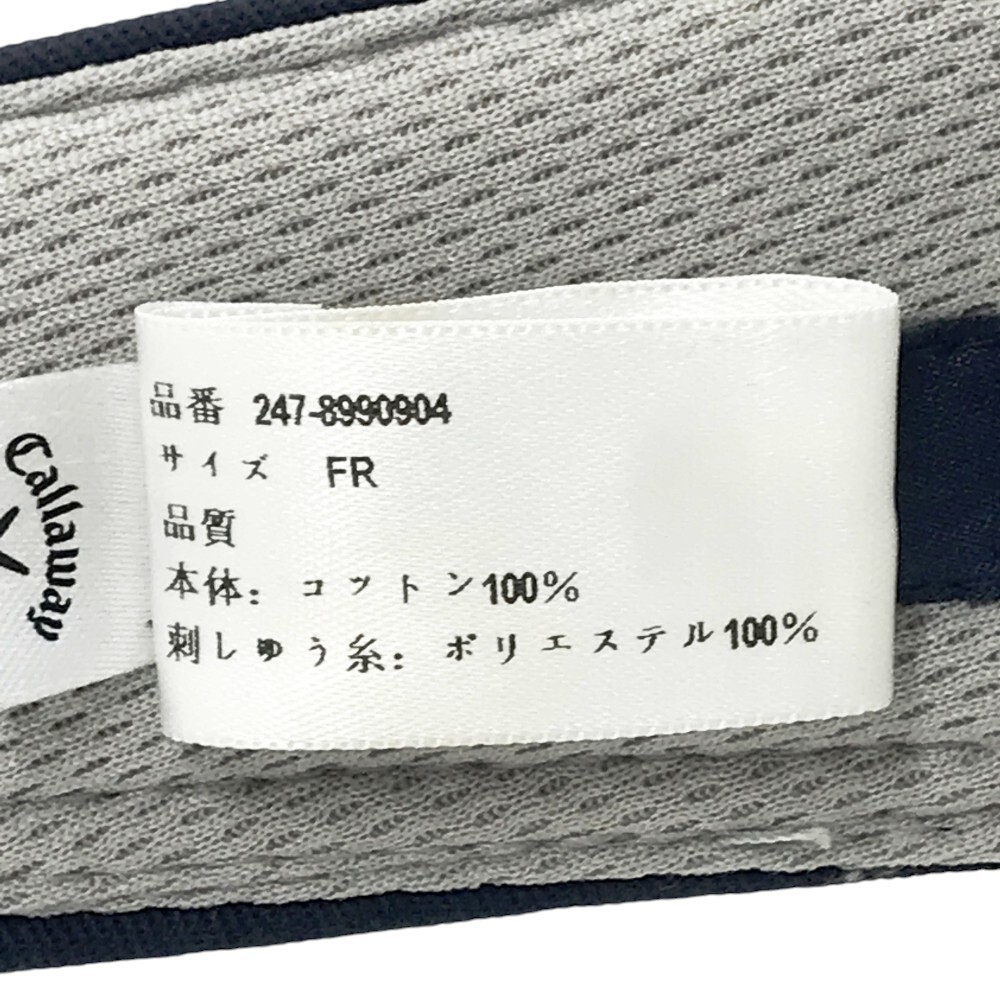 Callaway
品番 247-8990904
サイズ FR
品質
本体: コットン100%
刺しゅう糸: ポリエステル100%